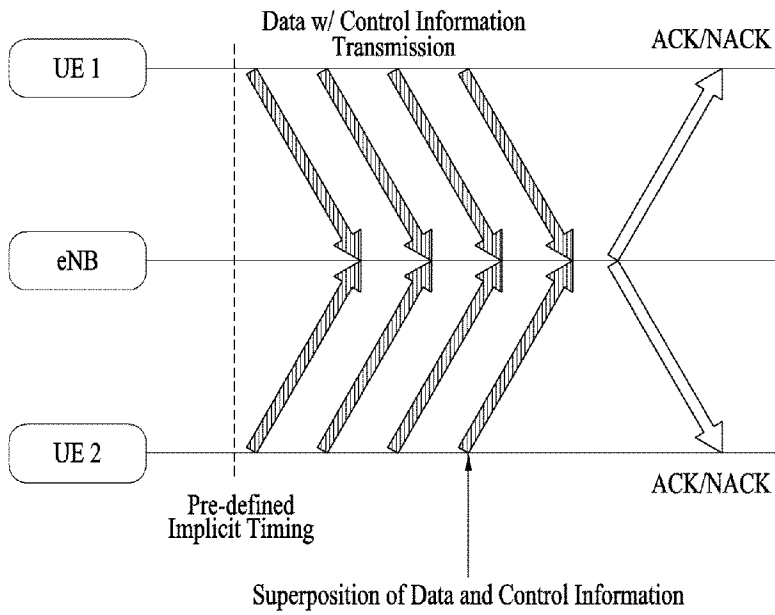 Data w/ Control Information
Transmission
ACK/NACK
UE 1
eNB
UE 2
ACK/NACK
Pre-defined
Implicit Timing
Superposition of Data and Control Information